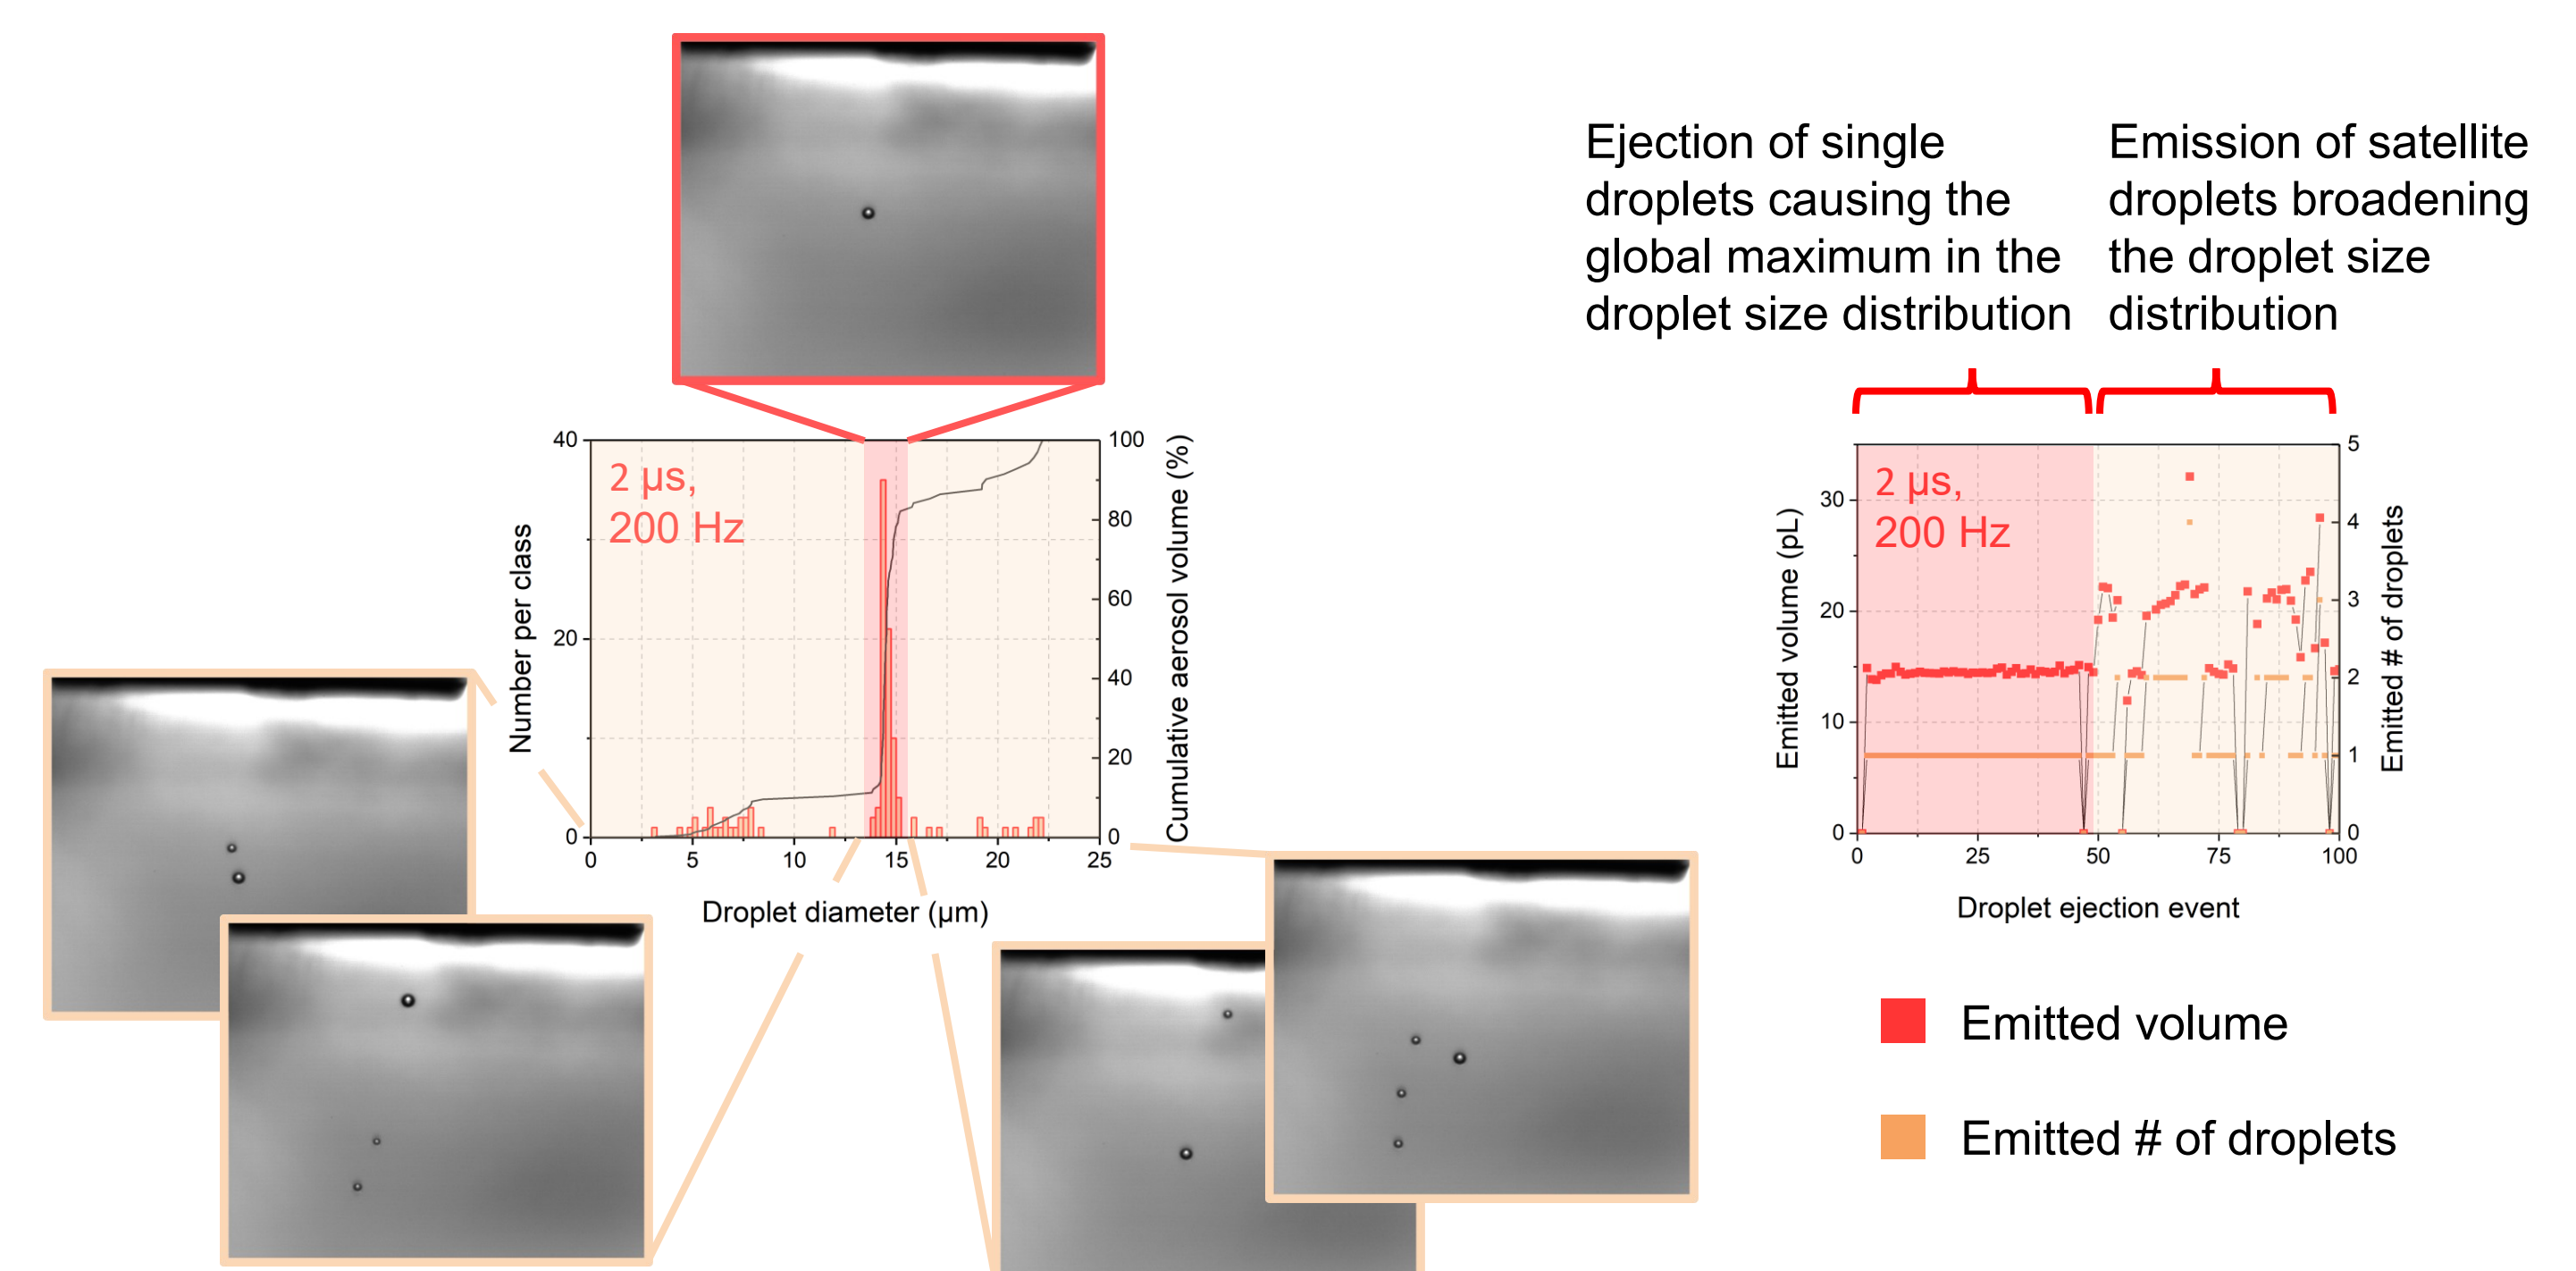 Ejection of single
droplets causing the
global maximum in the
droplet size distribution
Emission of satellite
droplets broadening
the droplet size
distribution
2 µs,
200 Hz
Number per class
40
20
0
0
5
10
15
20
25
Droplet diameter (µm)
100
80
60
40
20
0
Cumulative aerosol volume (%)
2 µs,
200 Hz
Emitted volume (pL)
30
20
10
0
0
25
50
75
100
Droplet ejection event
5
4
3
2
1
0
Emitted # of droplets
Emitted volume
Emitted # of droplets